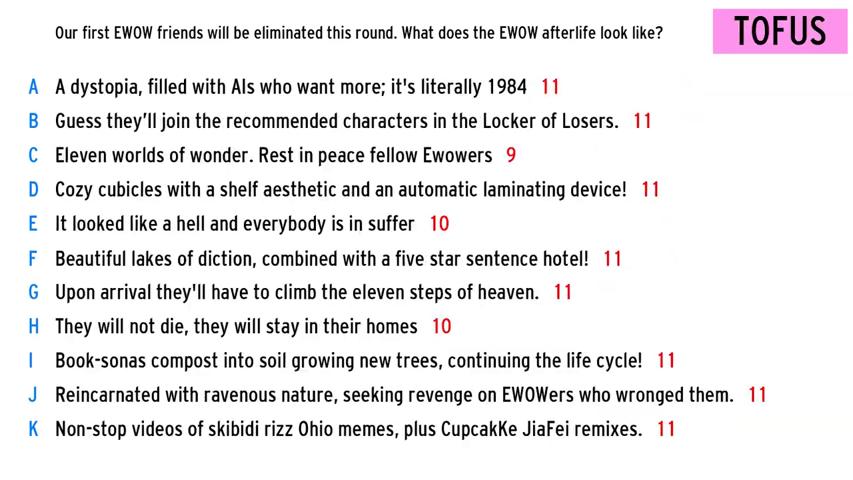 Our first EWOW friends will be eliminated this round. What does the EWOW afterlife look like?
TOFUS
A A dystopia, filled with AIs who want more; it's literally 1984 11
B Guess they'll join the recommended characters in the Locker of Losers. 11
C Eleven worlds of wonder. Rest in peace fellow Ewowers 9
D Cozy cubicles with a shelf aesthetic and an automatic laminating device! 11
E It looked like a hell and everybody is in suffer 10
F Beautiful lakes of diction, combined with a five star sentence hotel! 11
G Upon arrival they'll have to climb the eleven steps of heaven. 11
H They will not die, they will stay in their homes 10
I Book-sonas compost into soil growing new trees, continuing the life cycle! 11
J Reincarnated with ravenous nature, seeking revenge on EWOWers who wronged them. 11
K Non-stop videos of skibidi rizz Ohio memes, plus CupcakKe JiaFei remixes. 11